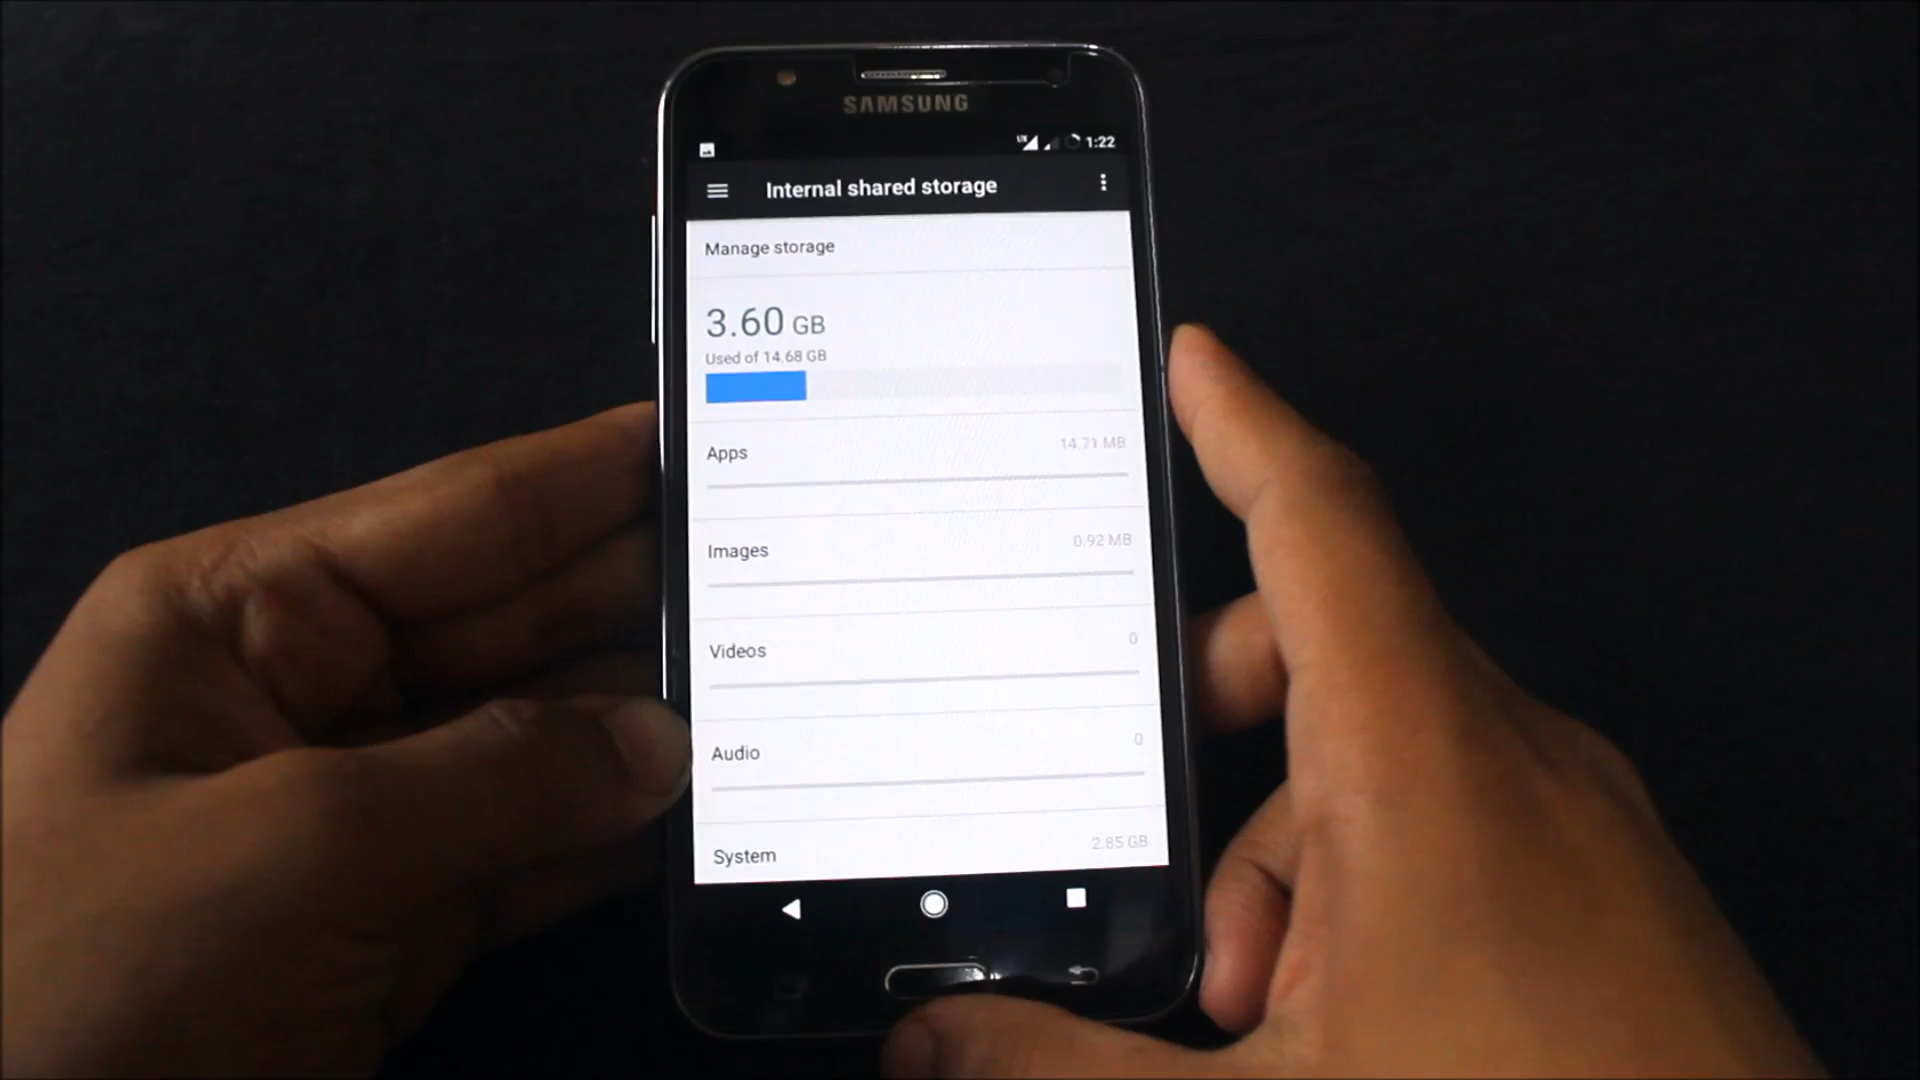 SAMSUNG
LTE 1:22
Internal shared storage
Manage storage
3.60 GB
Used of 14.68 GB
Apps 14.71 MB
Images 0.92 MB
Videos 0
Audio 0
System 2.85 GB